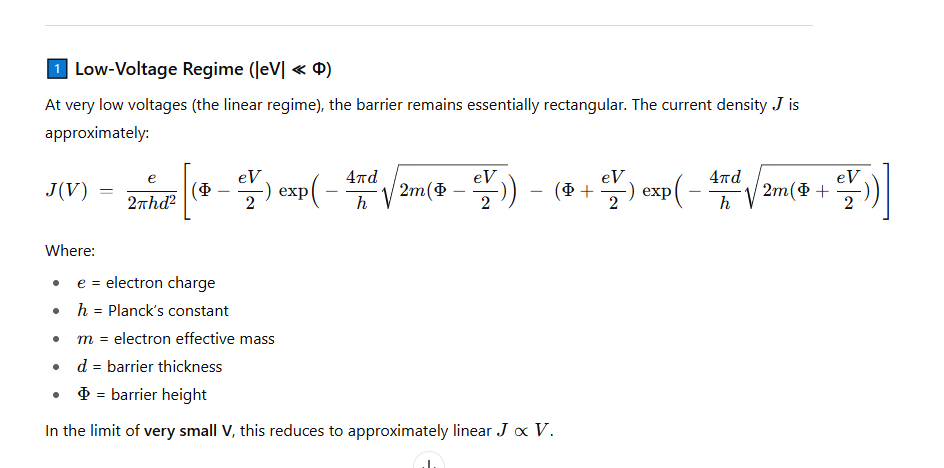 1 Low-Voltage Regime (|eV| ≪ Φ)
At very low voltages (the linear regime), the barrier remains essentially rectangular. The current density J is
approximately:
J(V) = e/(2πhd²) [(Φ − eV/2) exp(− 4πd/h √(2m(Φ − eV/2))) − (Φ + eV/2) exp(− 4πd/h √(2m(Φ + eV/2)))]
Where:
• e = electron charge
• h = Planck's constant
• m = electron effective mass
• d = barrier thickness
• Φ = barrier height
In the limit of very small V, this reduces to approximately linear J ∝ V.